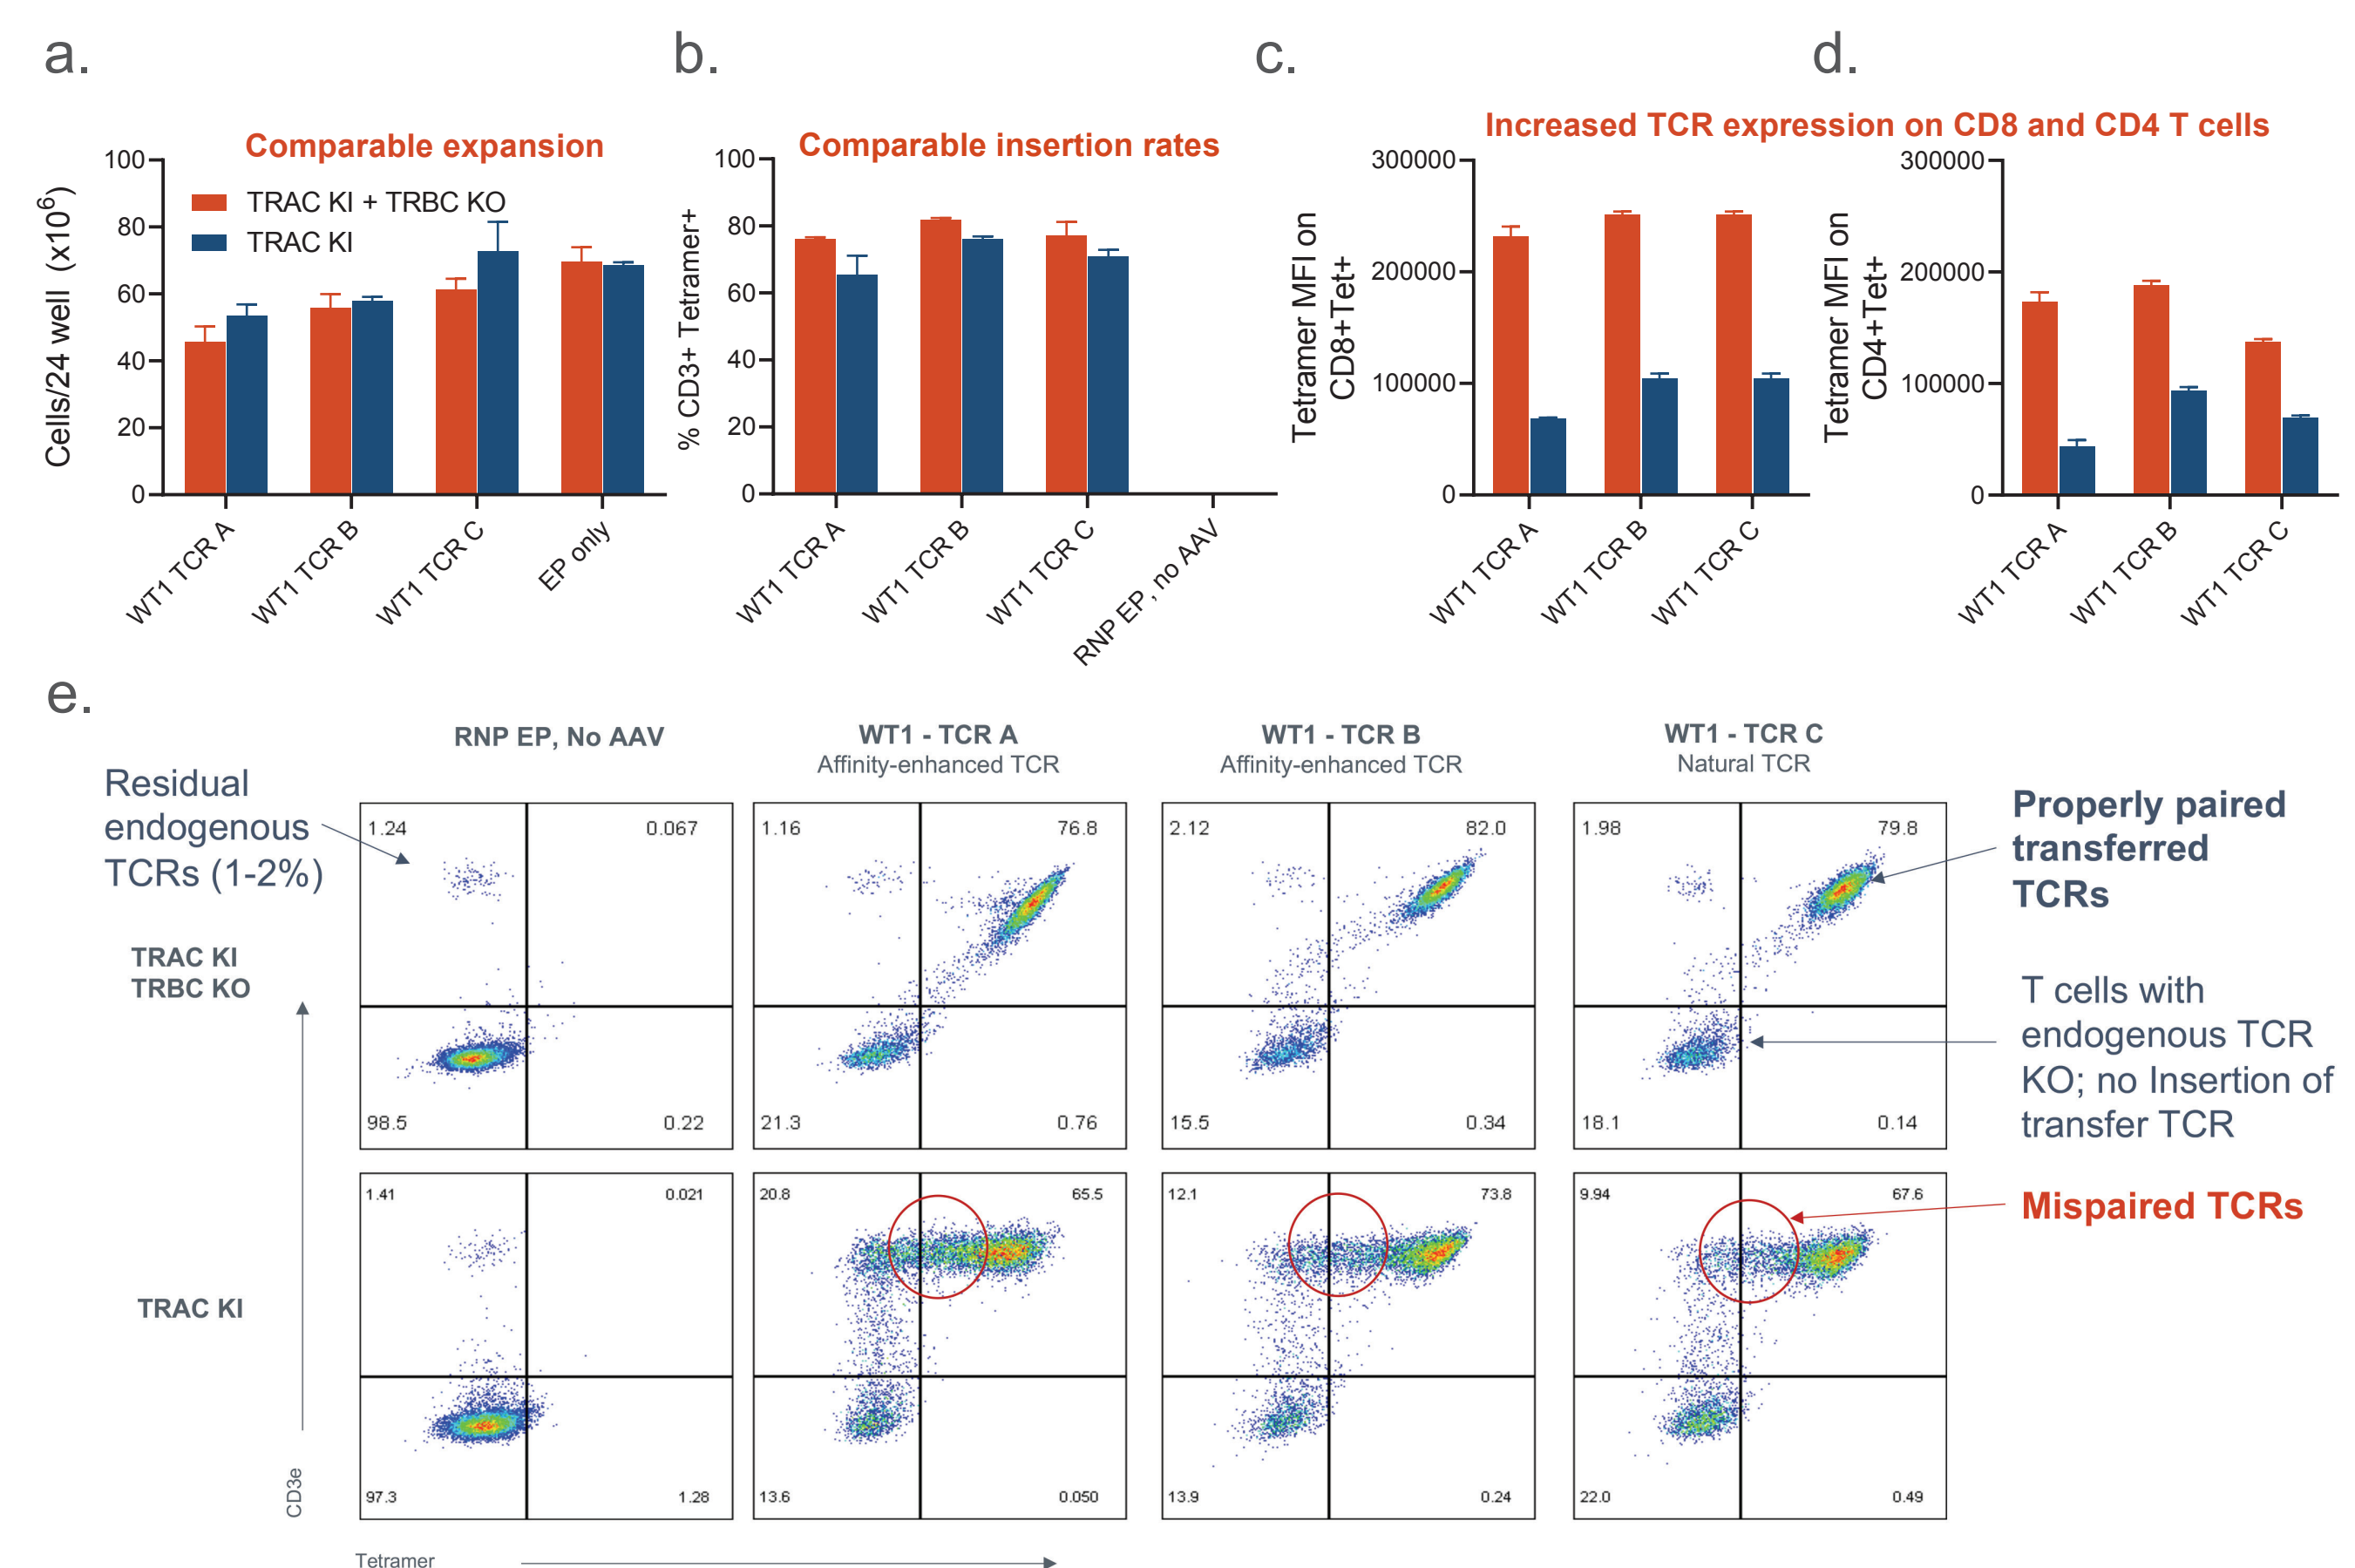 a.
Comparable expansion
Cells/24 well (x10⁶)
100
80
60
40
20
0
TRAC KI + TRBC KO
TRAC KI
WT1 TCR A
WT1 TCR B
WT1 TCR C
EP only
b.
Comparable insertion rates
% CD3+ Tetramer+
100
80
60
40
20
0
WT1 TCR A
WT1 TCR B
WT1 TCR C
RNP EP, no AAV
c.
d.
Increased TCR expression on CD8 and CD4 T cells
Tetramer MFI on
CD8+Tet+
300000
200000
100000
0
WT1 TCR A
WT1 TCR B
WT1 TCR C
Tetramer MFI on
CD4+Tet+
300000
200000
100000
0
WT1 TCR A
WT1 TCR B
WT1 TCR C
e.
RNP EP, No AAV
WT1 - TCR A
Affinity-enhanced TCR
WT1 - TCR B
Affinity-enhanced TCR
WT1 - TCR C
Natural TCR
Residual
endogenous
TCRs (1-2%)
TRAC KI
TRBC KO
1.24
0.067
98.5
0.22
1.16
76.8
21.3
0.76
2.12
82.0
15.5
0.34
1.98
79.8
18.1
0.14
Properly paired
transferred
TCRs
T cells with
endogenous TCR
KO; no Insertion of
transfer TCR
TRAC KI
1.41
0.021
97.3
1.28
20.8
65.5
13.6
0.050
12.1
73.8
13.9
0.24
9.94
67.6
22.0
0.49
Mispaired TCRs
CD3e
Tetramer